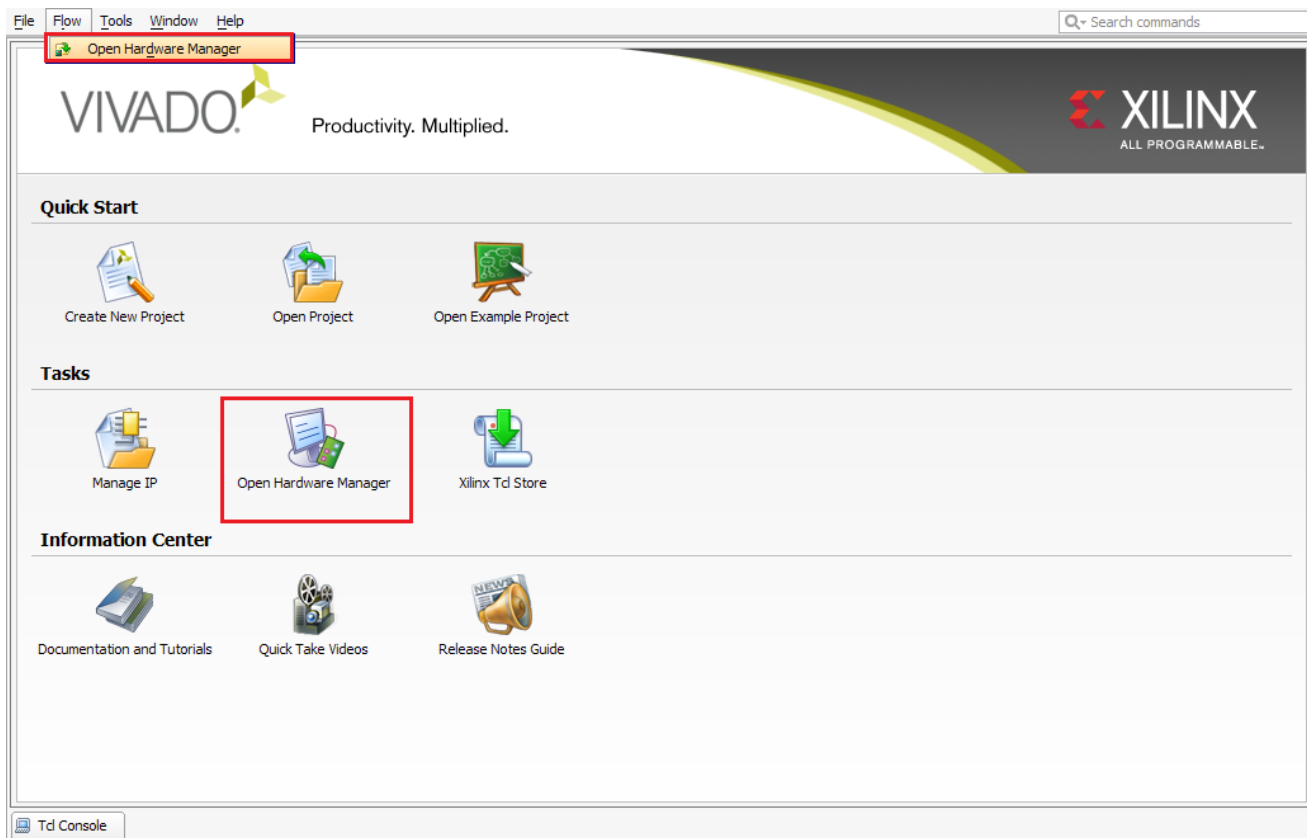 File Flow Tools Window Help Search commands
Open Hardware Manager
VIVADO. Productivity. Multiplied.
XILINX
ALL PROGRAMMABLE™
Quick Start
Create New Project Open Project Open Example Project
Tasks
Manage IP Open Hardware Manager Xilinx Tcl Store
Information Center
NEWS
Documentation and Tutorials Quick Take Videos Release Notes Guide
Tcl Console